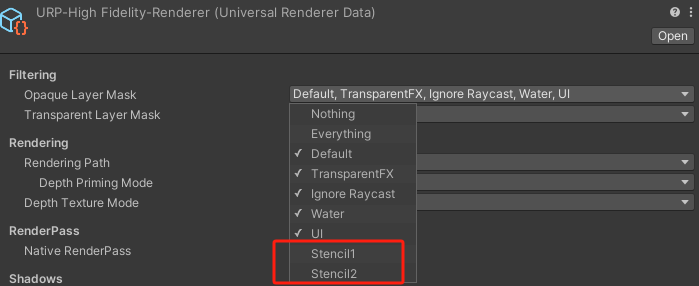 URP-High Fidelity-Renderer (Universal Renderer Data)
Open
Filtering
Opaque Layer Mask Default, TransparentFX, Ignore Raycast, Water, UI
Transparent Layer Mask
Nothing
Everything
Rendering
✓ Default
Rendering Path
✓ TransparentFX
Depth Priming Mode
✓ Ignore Raycast
Depth Texture Mode
✓ Water
RenderPass
✓ UI
Native RenderPass
Stencil1
Shadows
Stencil2